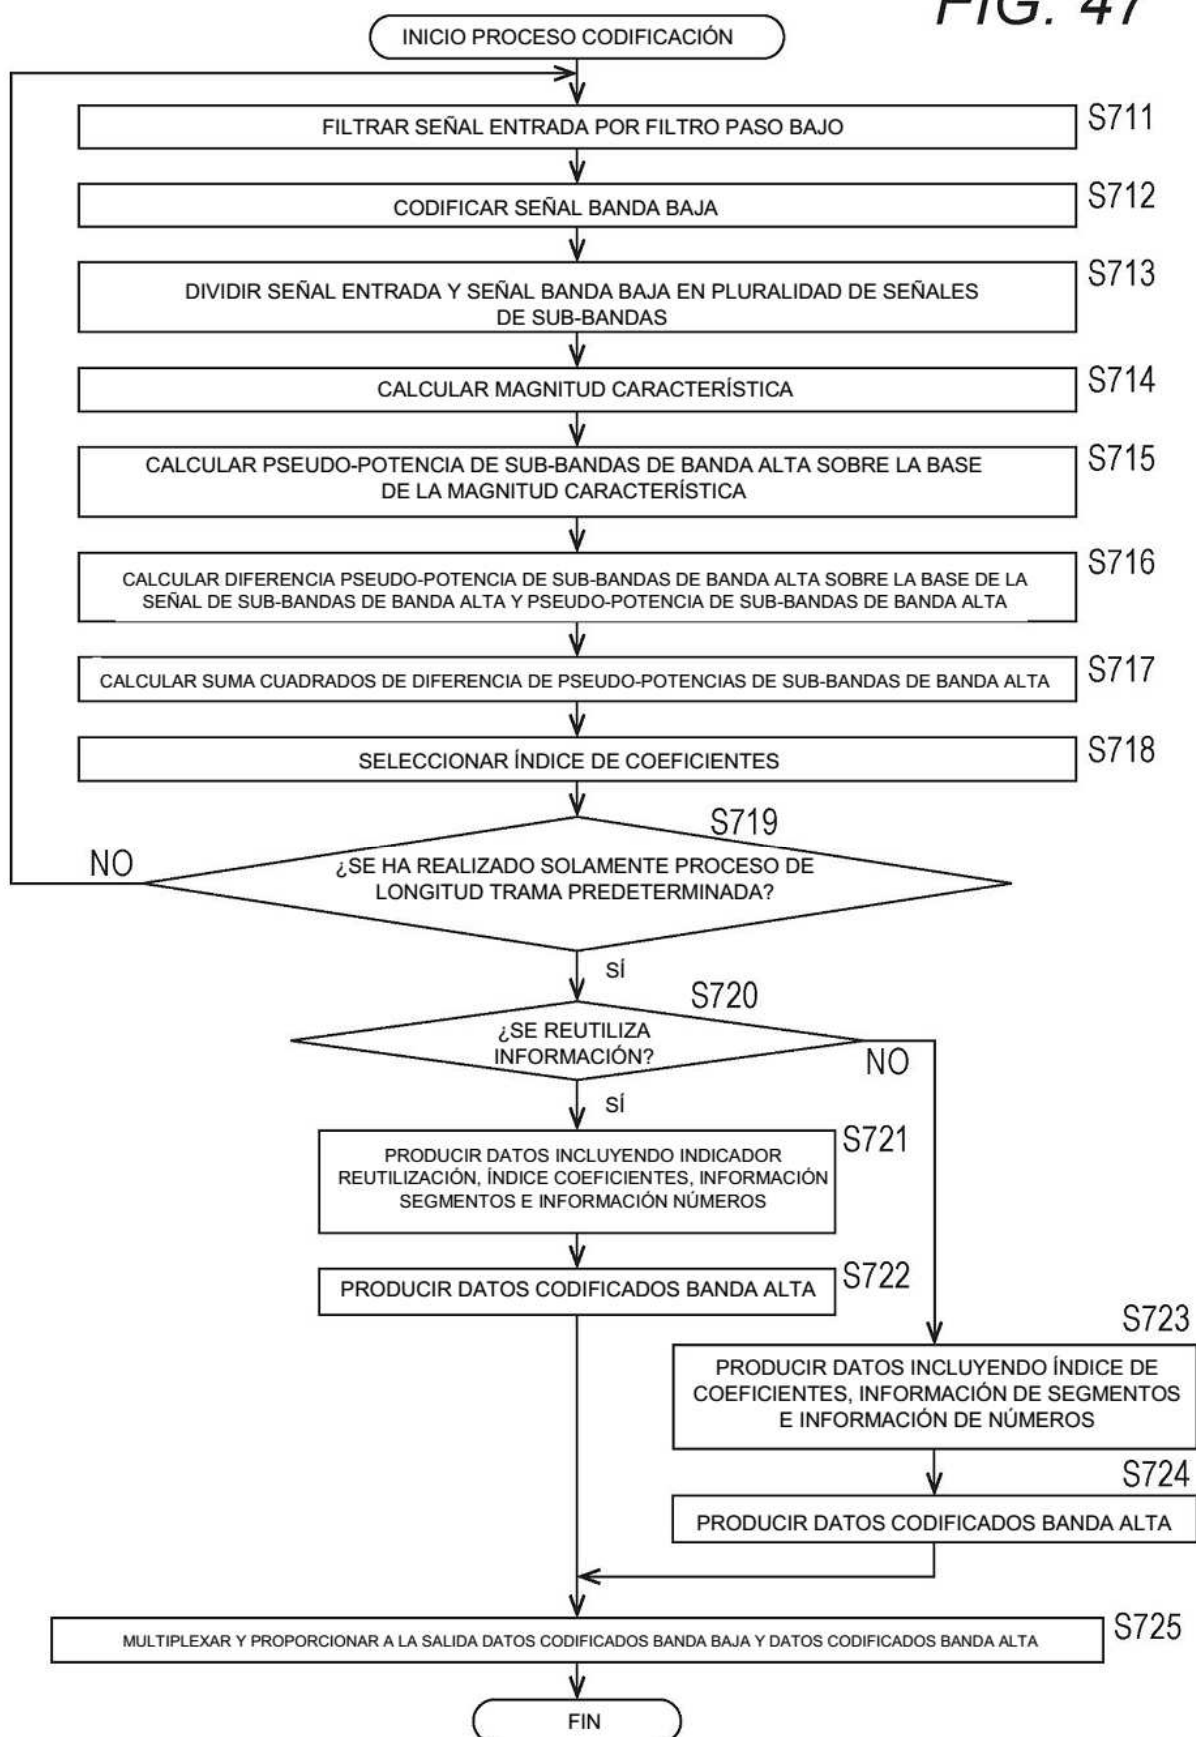 FIG. 47
INICIO PROCESO CODIFICACIÓN
FILTRAR SEÑAL ENTRADA POR FILTRO PASO BAJO
S711
CODIFICAR SEÑAL BANDA BAJA
S712
DIVIDIR SEÑAL ENTRADA Y SEÑAL BANDA BAJA EN PLURALIDAD DE SEÑALES
DE SUB-BANDAS
S713
CALCULAR MAGNITUD CARACTERÍSTICA
S714
CALCULAR PSEUDO-POTENCIA DE SUB-BANDAS DE BANDA ALTA SOBRE LA BASE
DE LA MAGNITUD CARACTERÍSTICA
S715
CALCULAR DIFERENCIA PSEUDO-POTENCIA DE SUB-BANDAS DE BANDA ALTA SOBRE LA BASE DE LA
SEÑAL DE SUB-BANDAS DE BANDA ALTA Y PSEUDO-POTENCIA DE SUB-BANDAS DE BANDA ALTA
S716
CALCULAR SUMA CUADRADOS DE DIFERENCIA DE PSEUDO-POTENCIAS DE SUB-BANDAS DE BANDA ALTA
S717
SELECCIONAR ÍNDICE DE COEFICIENTES
S718
S719
NO
¿SE HA REALIZADO SOLAMENTE PROCESO DE
LONGITUD TRAMA PREDETERMINADA?
SÍ
S720
¿SE REUTILIZA
INFORMACIÓN?
NO
SÍ
S721
PRODUCIR DATOS INCLUYENDO INDICADOR
REUTILIZACIÓN, ÍNDICE COEFICIENTES, INFORMACIÓN
SEGMENTOS E INFORMACIÓN NÚMEROS
S722
PRODUCIR DATOS CODIFICADOS BANDA ALTA
S723
PRODUCIR DATOS INCLUYENDO ÍNDICE DE
COEFICIENTES, INFORMACIÓN DE SEGMENTOS
E INFORMACIÓN DE NÚMEROS
S724
PRODUCIR DATOS CODIFICADOS BANDA ALTA
MULTIPLEXAR Y PROPORCIONAR A LA SALIDA DATOS CODIFICADOS BANDA BAJA Y DATOS CODIFICADOS BANDA ALTA
S725
FIN